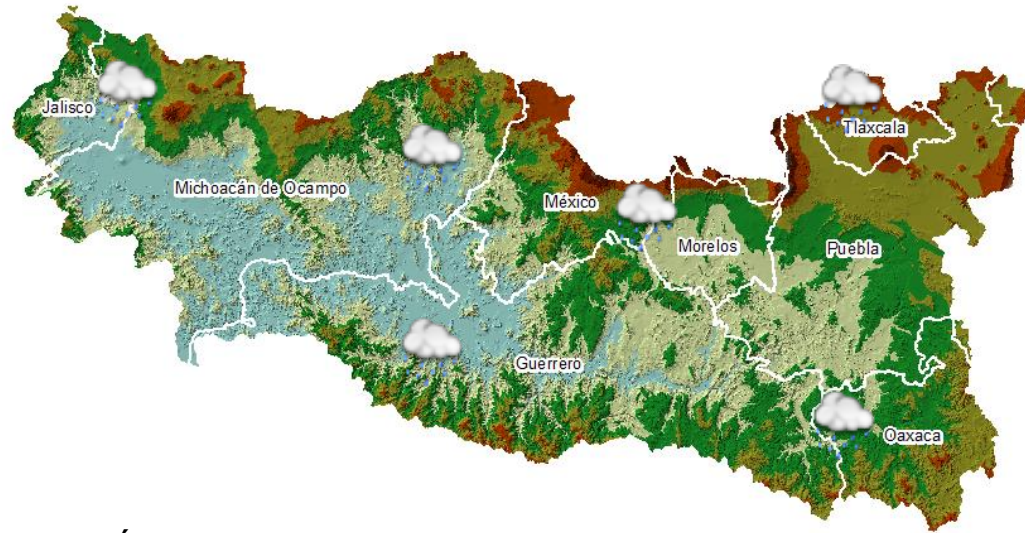 Jalisco
Tlaxcala
Michoacán de Ocampo
México
Morelos
Puebla
Guerrero
Oaxaca